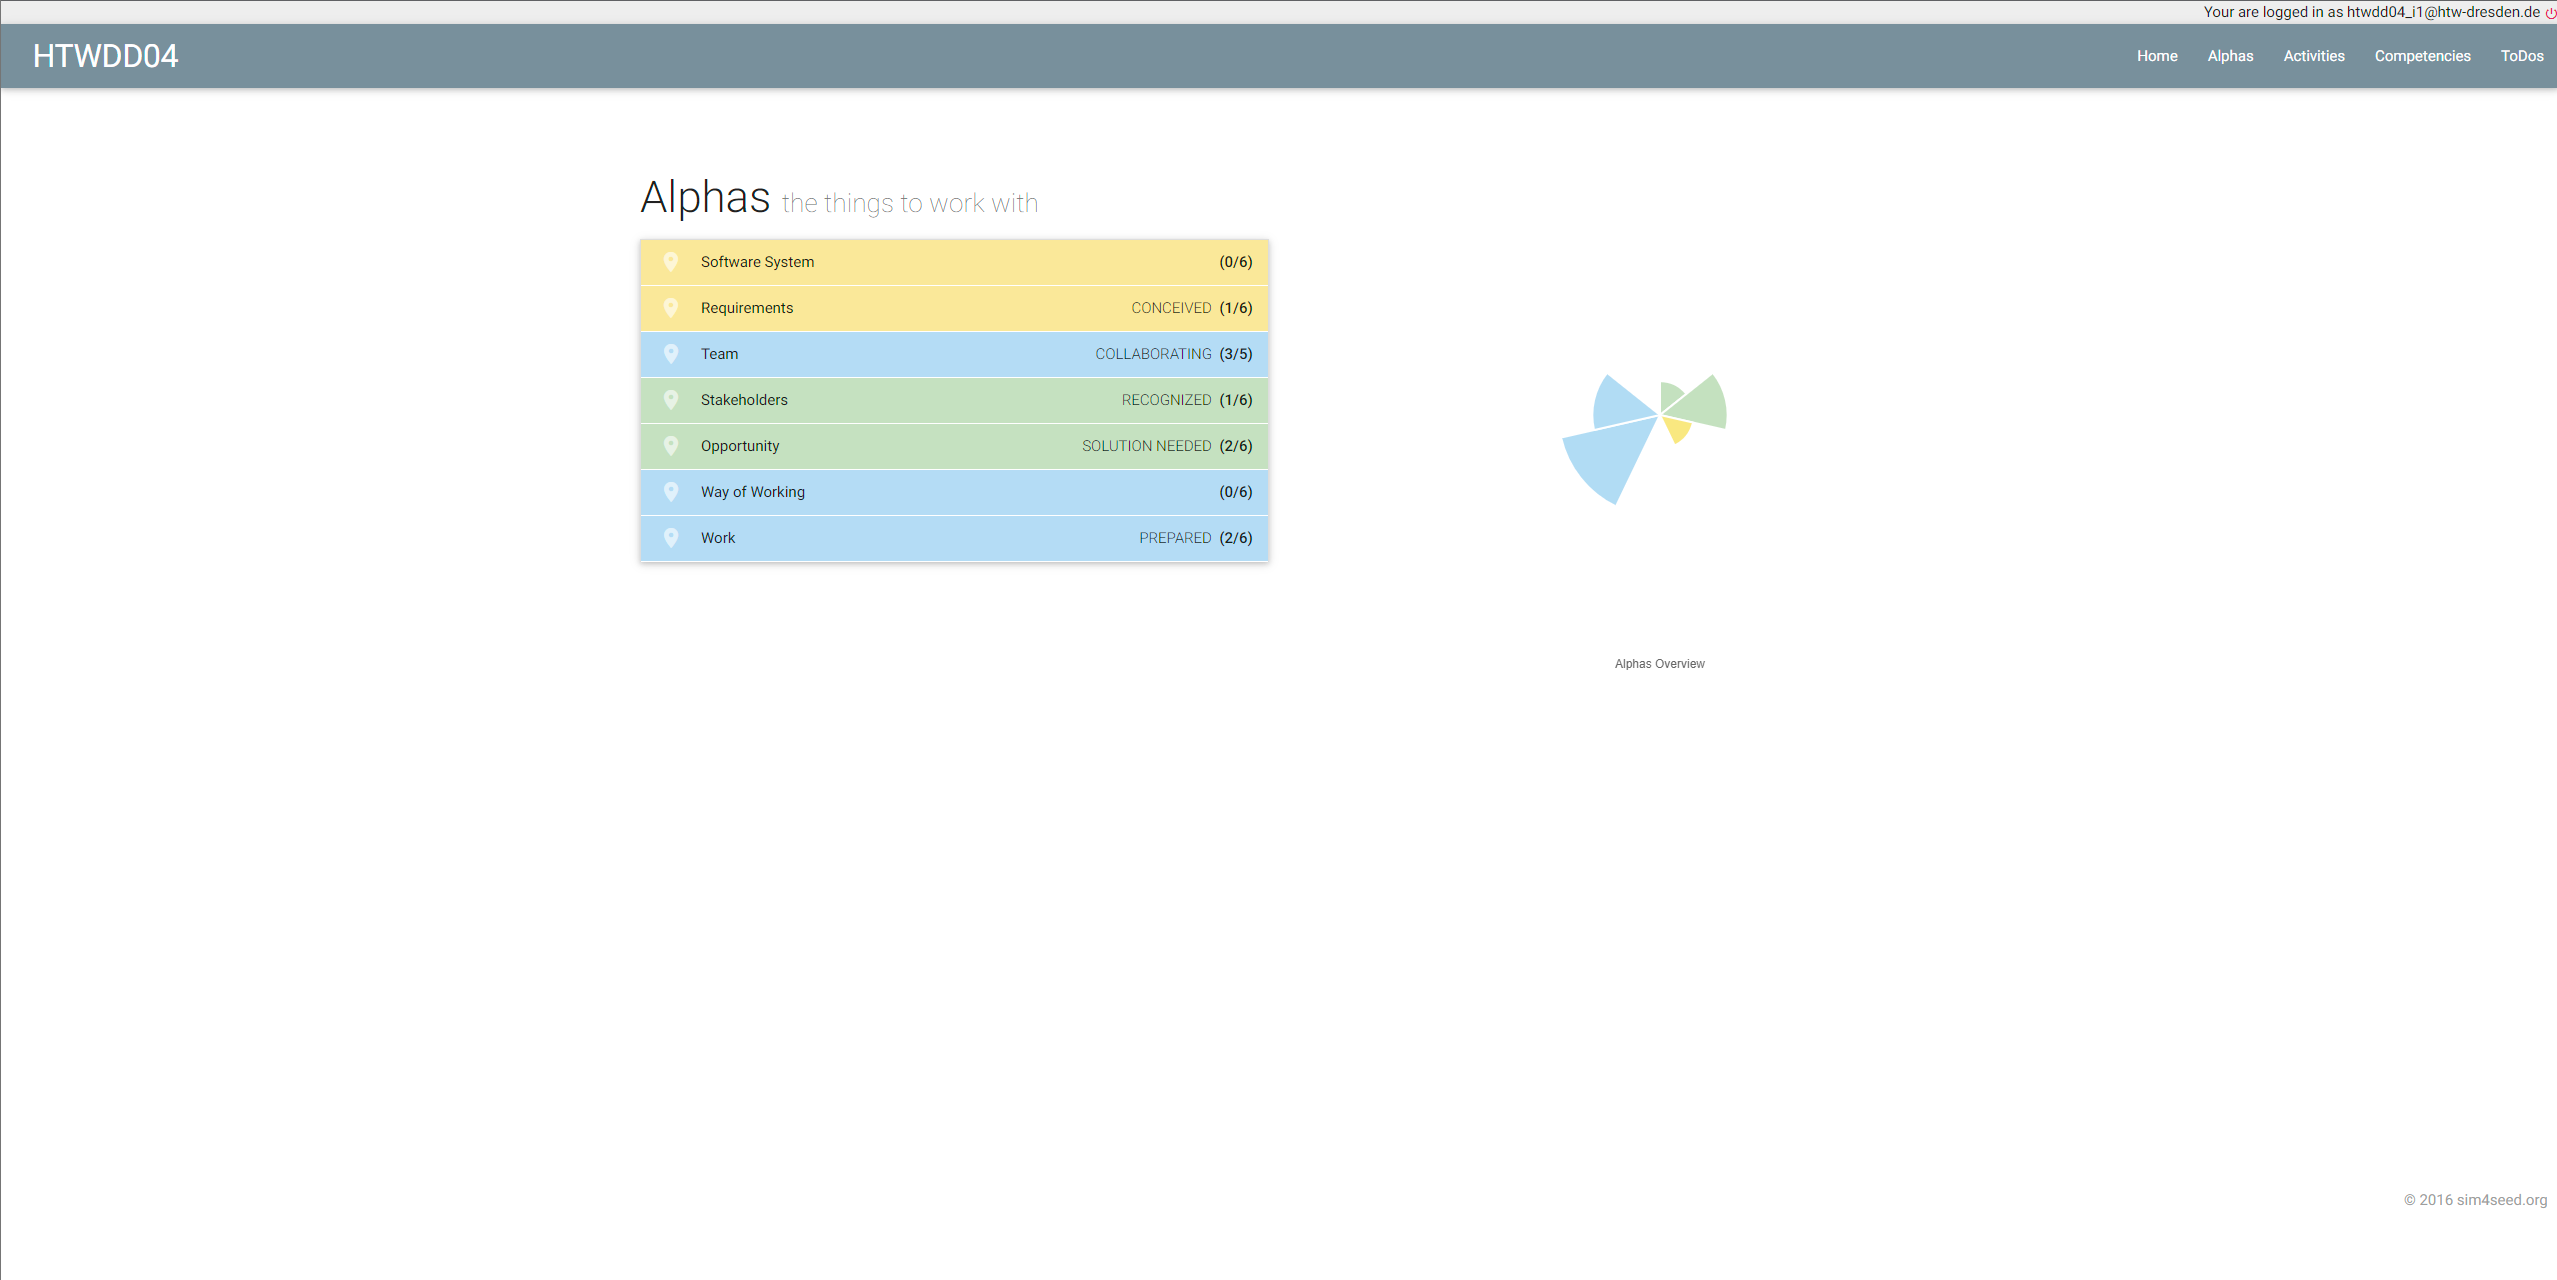 Your are logged in as htwdd04_i1@htw-dresden.de
HTWDD04
Home Alphas Activities Competencies ToDos
Alphas the things to work with
Software System (0/6)
Requirements CONCEIVED (1/6)
Team COLLABORATING (3/5)
Stakeholders RECOGNIZED (1/6)
Opportunity SOLUTION NEEDED (2/6)
Way of Working (0/6)
Work PREPARED (2/6)
Alphas Overview
© 2016 sim4seed.org